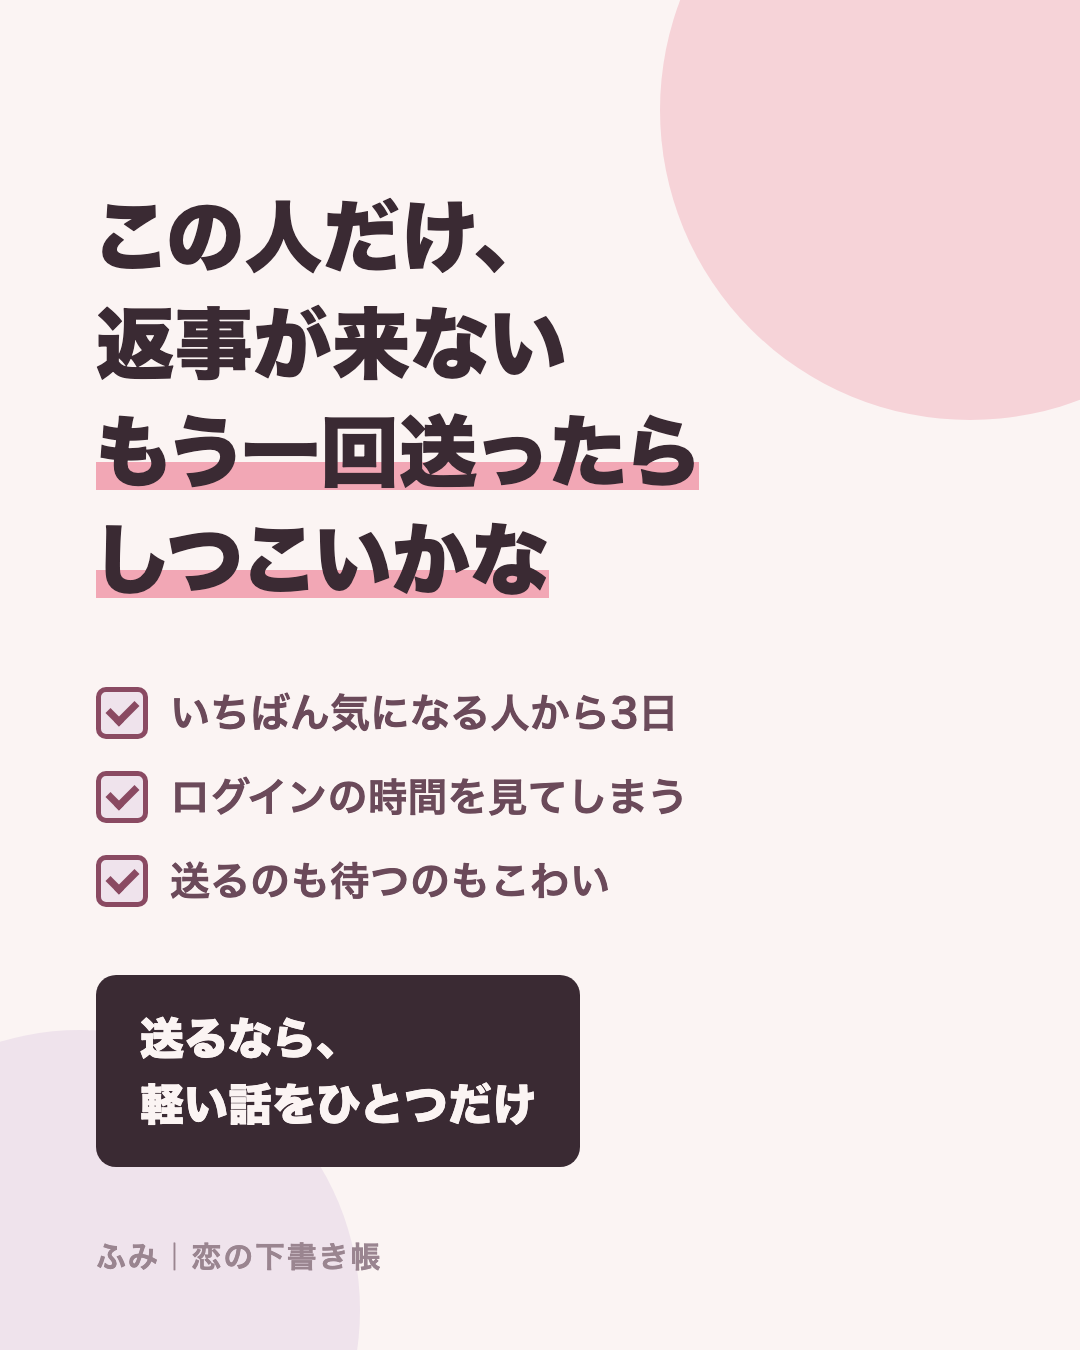 この人だけ、
返事が来ない
もう一回送ったら
しつこいかな
いちばん気になる人から3日
ログインの時間を見てしまう
送るのも待つのもこわい
送るなら、
軽い話をひとつだけ
ふみ｜恋の下書き帳